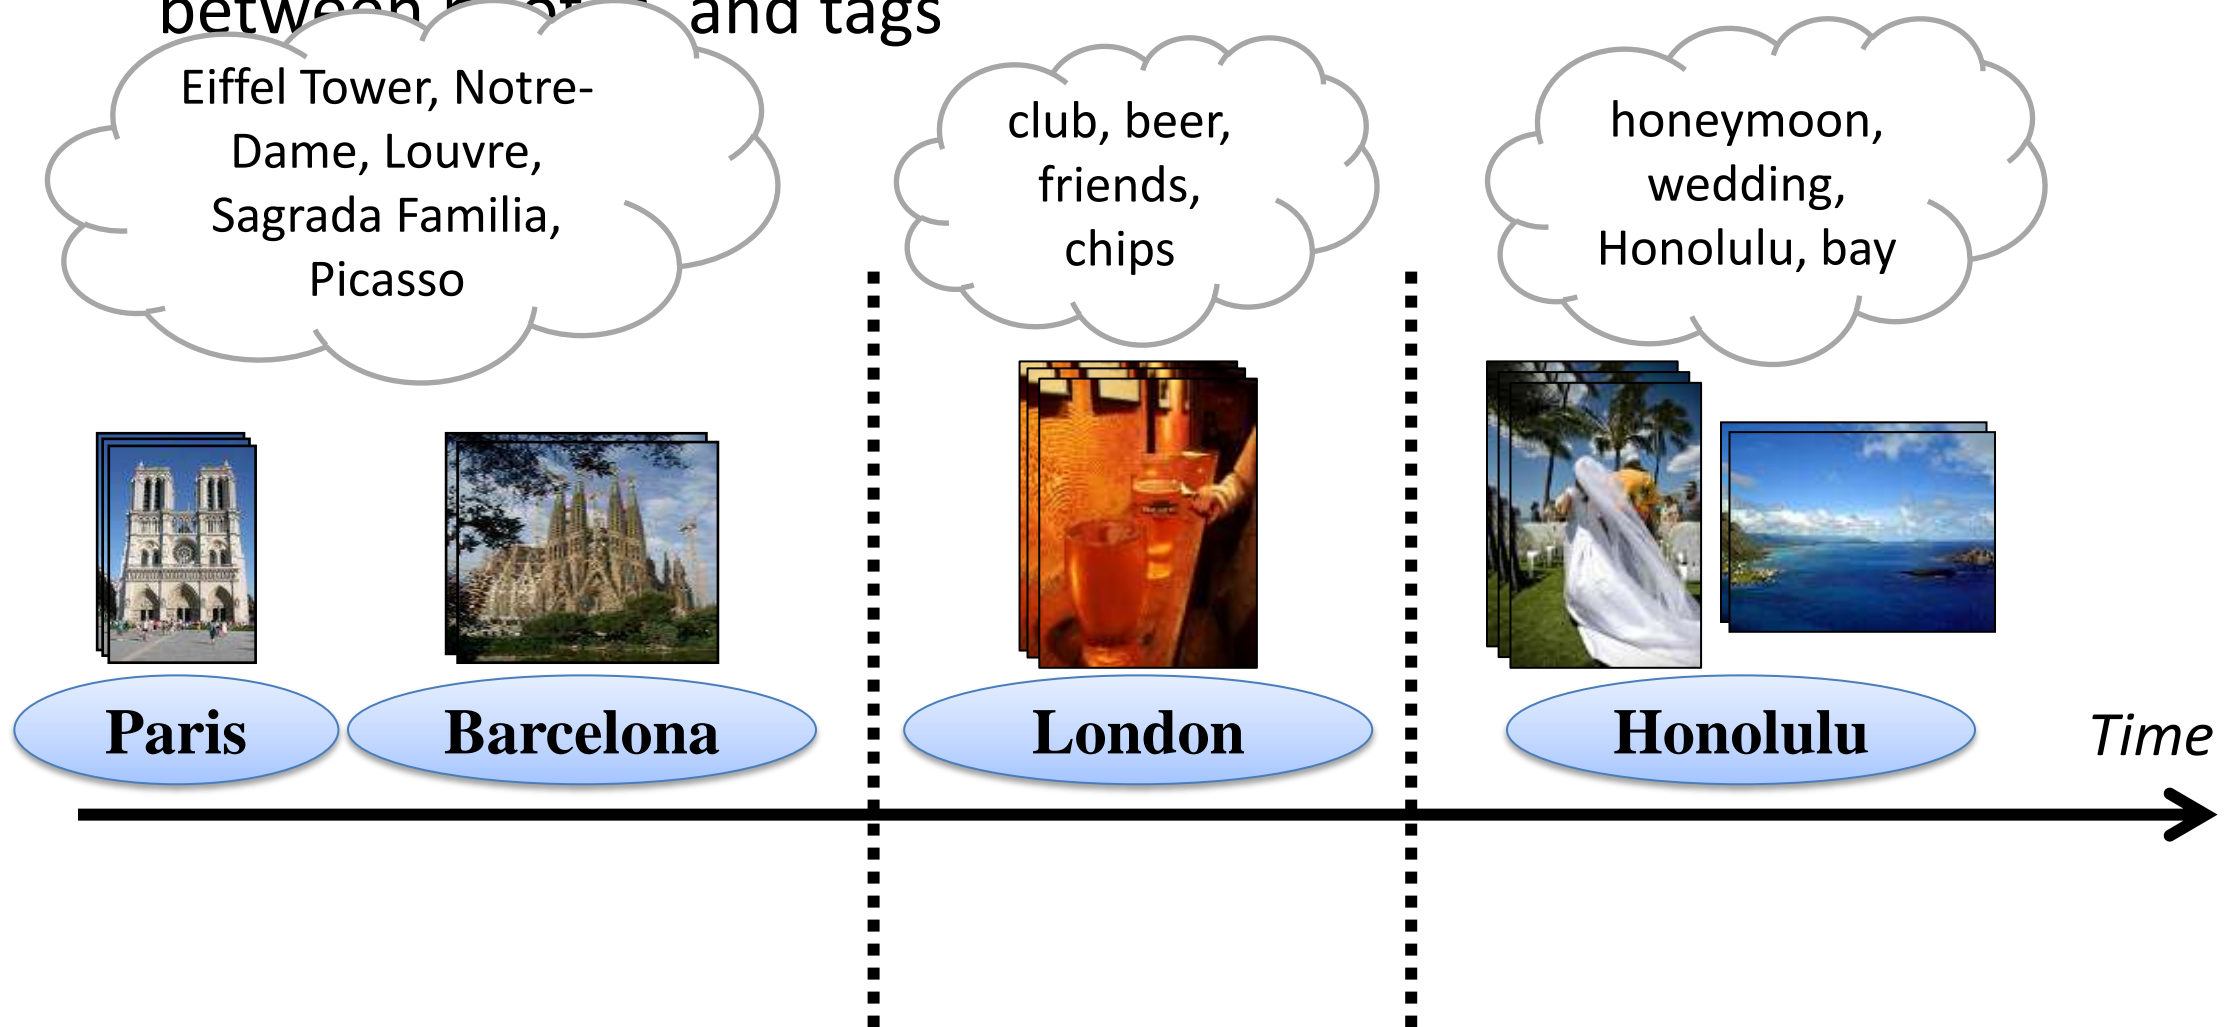 between and tags
Eiffel Tower, Notre-
Dame, Louvre,
Sagrada Familia,
Picasso
club, beer,
friends,
chips
honeymoon,
wedding,
Honolulu, bay
Paris
Barcelona
London
Honolulu
Time